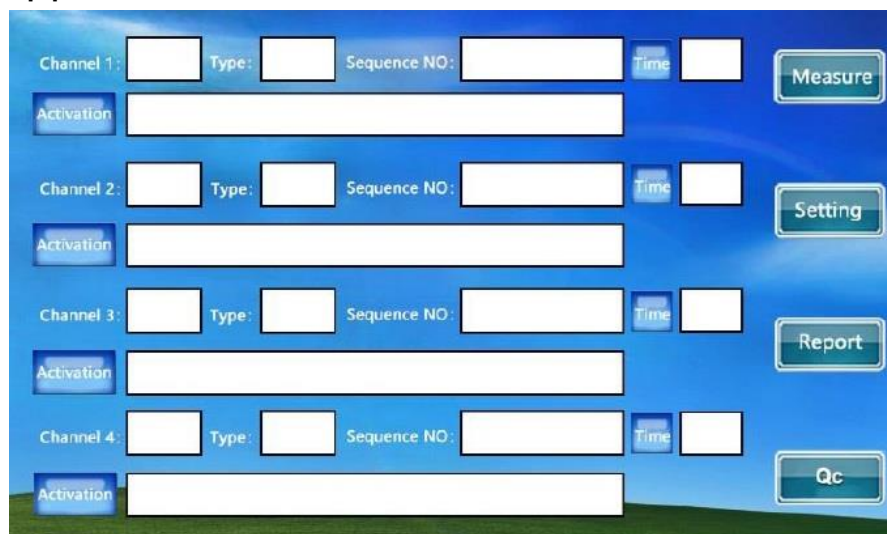 Channel 1: Type: Sequence NO: Time
Measure
Activation
Channel 2: Type: Sequence NO: Time
Setting
Activation
Channel 3: Type: Sequence NO: Time
Report
Activation
Channel 4: Type: Sequence NO: Time
Qc
Activation